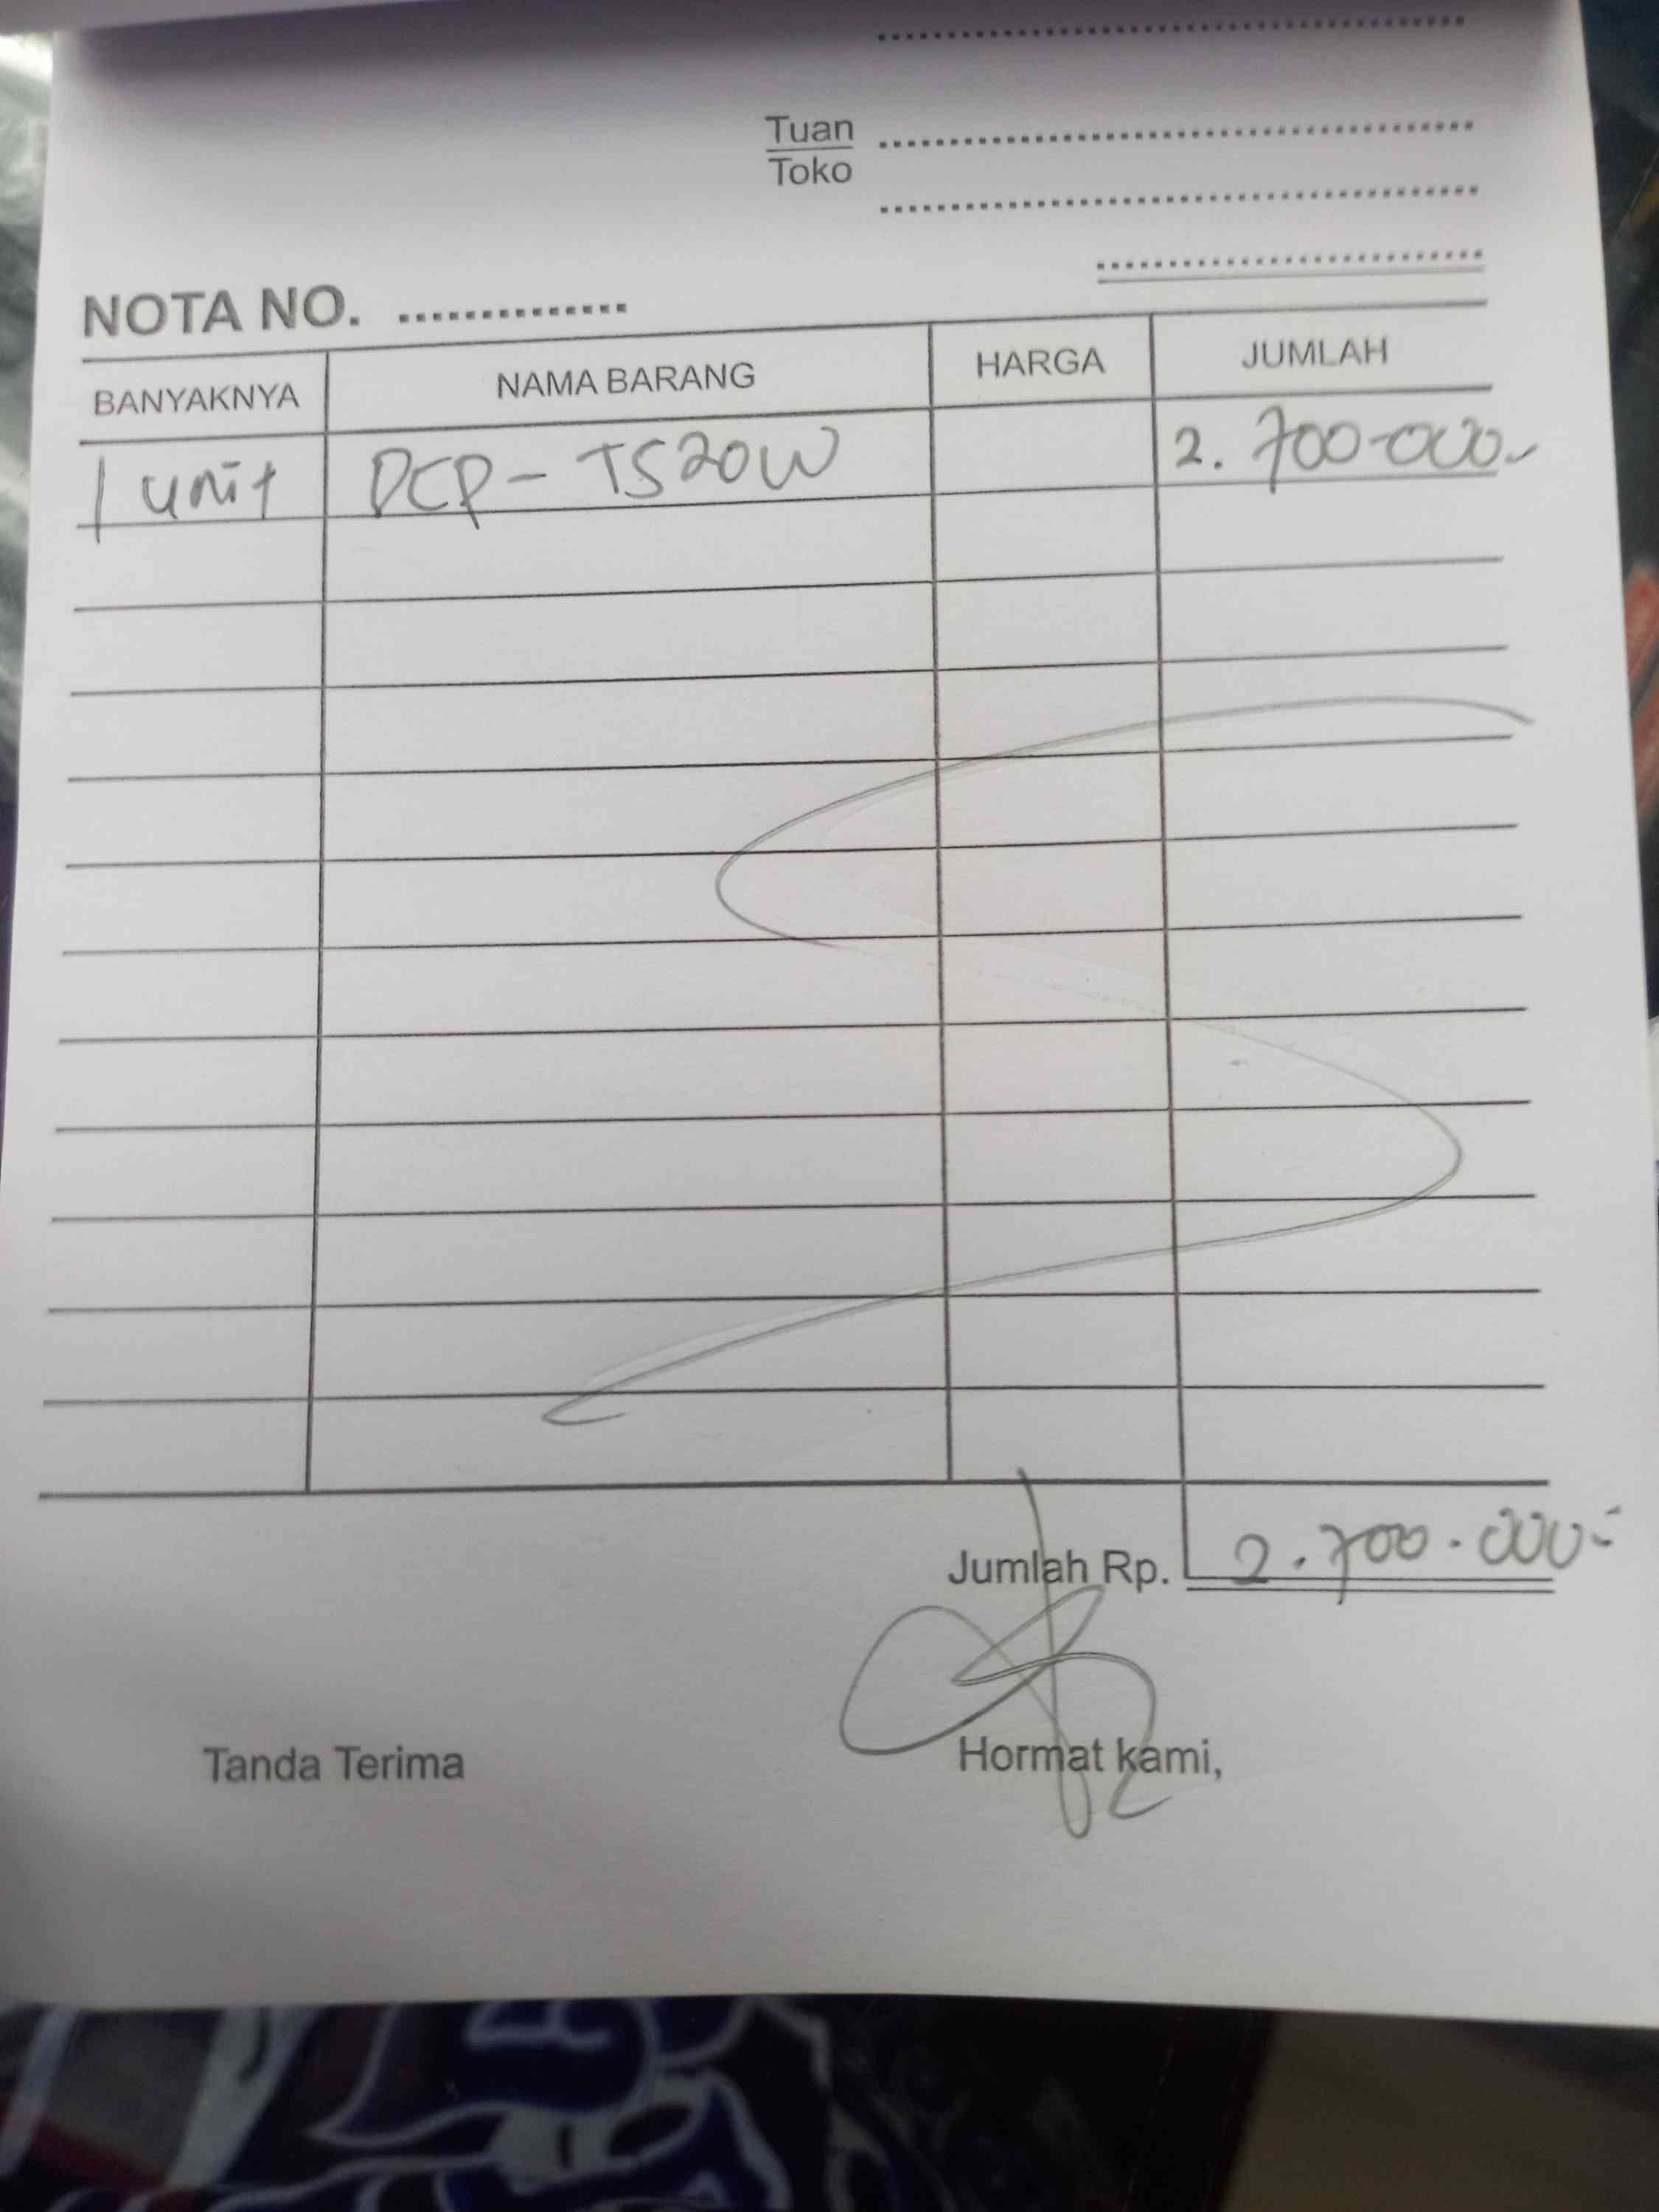 Tuan
Toko
NOTA NO.
BANYAKNYA NAMA BARANG HARGA JUMLAH
1 unit DCP - T520W 2.700.000,-
Jumlah Rp. 2.700.000,-
Tanda Terima Hormat kami,